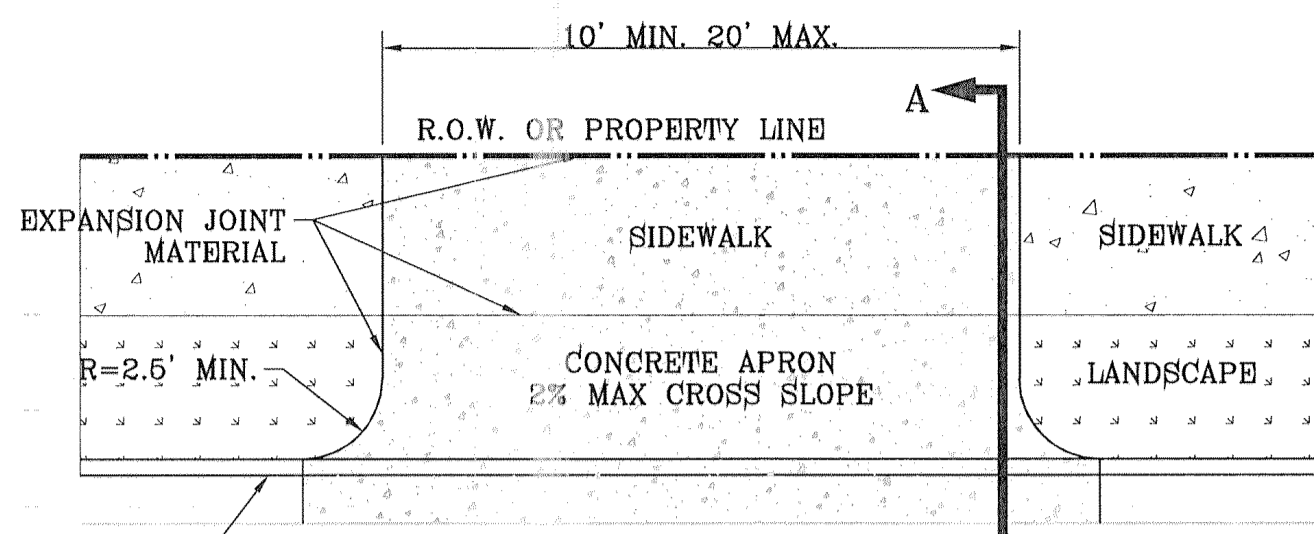 10' MIN. 20' MAX.
A
R.O.W. OR PROPERTY LINE
EXPANSION JOINT
MATERIAL
SIDEWALK
SIDEWALK
R=2.5' MIN.
CONCRETE APRON
2% MAX CROSS SLOPE
LANDSCAPE